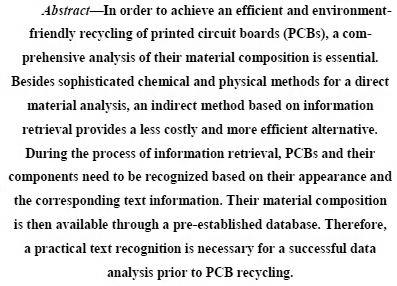 Abstract—In order to achieve an efficient and environment-
friendly recycling of printed circuit boards (PCBs), a com-
prehensive analysis of their material composition is essential.
Besides sophisticated chemical and physical methods for a direct
material analysis, an indirect method based on information
retrieval provides a less costly and more efficient alternative.
During the process of information retrieval, PCBs and their
components need to be recognized based on their appearance and
the corresponding text information. Their material composition
is then available through a pre-established database. Therefore,
a practical text recognition is necessary for a successful data
analysis prior to PCB recycling.